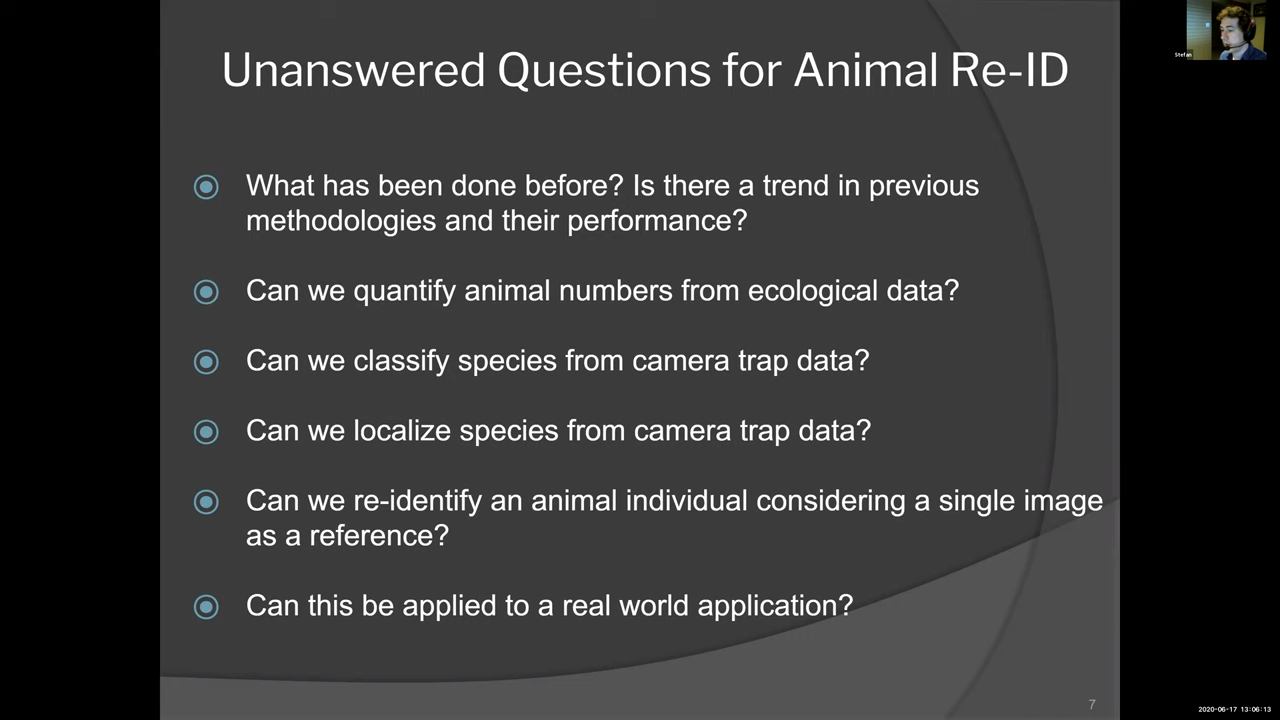 Stefan
Unanswered Questions for Animal Re-ID
What has been done before? Is there a trend in previous
methodologies and their performance?
Can we quantify animal numbers from ecological data?
Can we classify species from camera trap data?
Can we localize species from camera trap data?
Can we re-identify an animal individual considering a single image
as a reference?
Can this be applied to a real world application?
7
2020-06-17 13:06:13